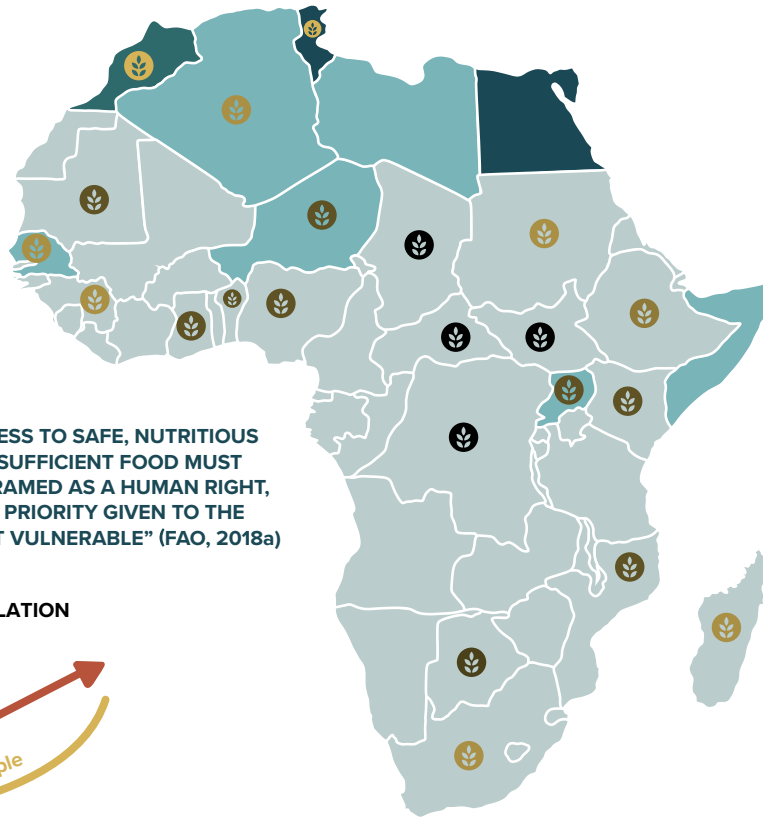 ESS TO SAFE, NUTRITIOUS
SUFFICIENT FOOD MUST
RAMED AS A HUMAN RIGHT,
PRIORITY GIVEN TO THE
T VULNERABLE” (FAO, 2018a)
LATION
ple